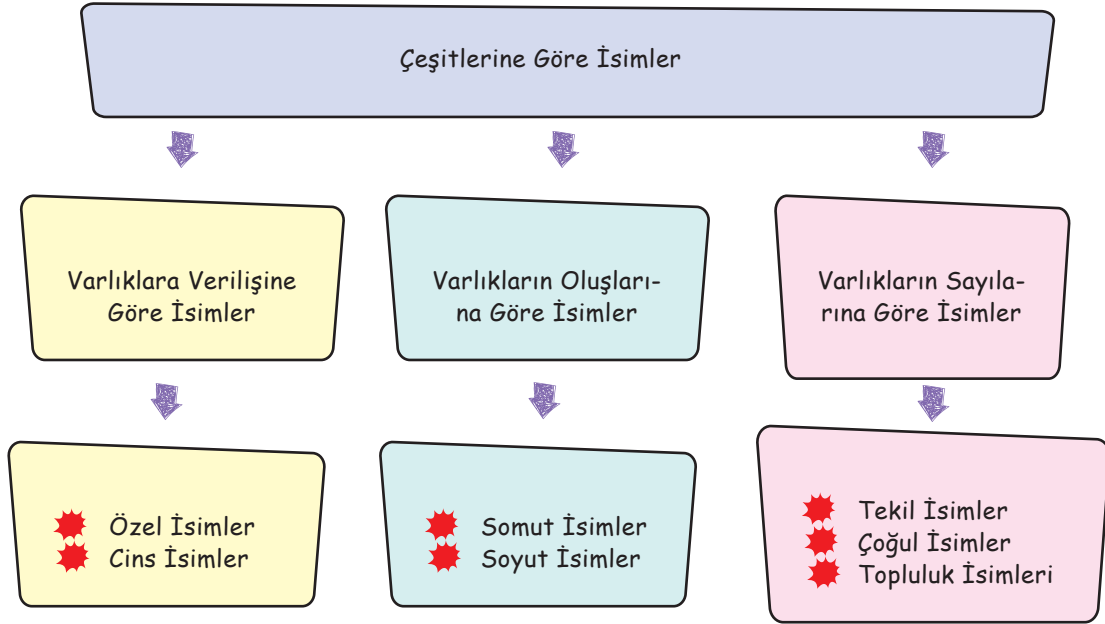 Çeşitlerine Göre İsimler
Varlıklara Verilişine
Göre İsimler
Varlıkların Oluşları-
na Göre İsimler
Varlıkların Sayıla-
rına Göre İsimler
Özel İsimler
Cins İsimler
Somut İsimler
Soyut İsimler
Tekil İsimler
Çoğul İsimler
Topluluk İsimleri